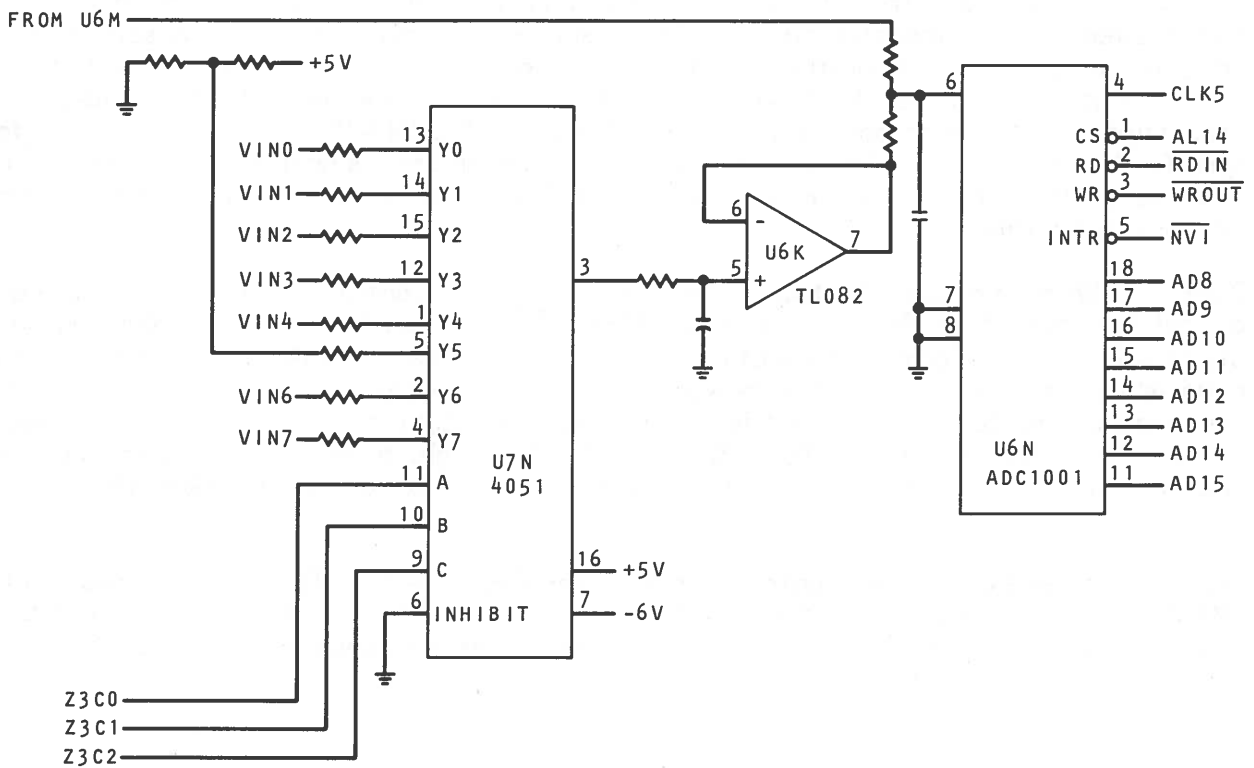 FROM U6M
+5V
VIN0 13 Y0
VIN1 14 Y1
VIN2 15 Y2
VIN3 12 Y3
VIN4 1 Y4
5 Y5
VIN6 2 Y6
VIN7 4 Y7
11 A
10 B
9 C
6 INHIBIT
U7N
4051
3
16 +5V
7 -6V
Z3C0
Z3C1
Z3C2
6 -
5 +
U6K
7
TL082
6
7
8
4 CLK5
CS 1 AL14
RD 2 RDIN
WR 3 WROUT
INTR 5 NVI
18 AD8
17 AD9
16 AD10
15 AD11
14 AD12
13 AD13
12 AD14
11 AD15
U6N
ADC1001